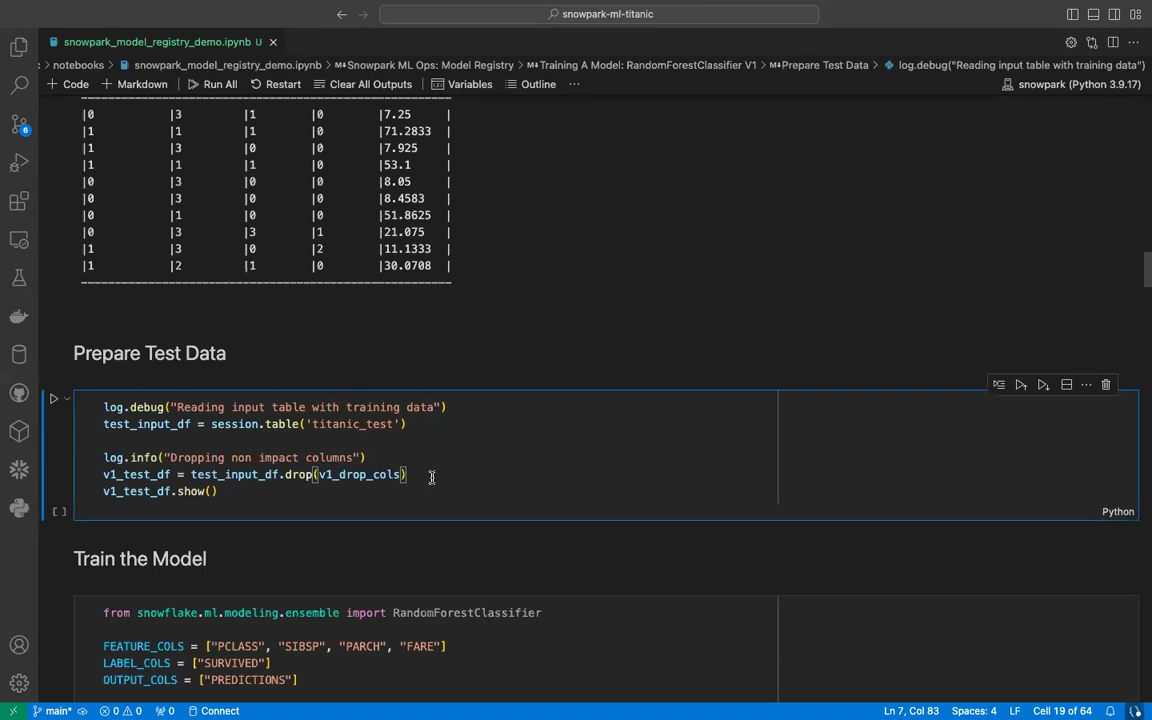 snowpark-ml-titanic
snowpark_model_registry_demo.ipynb U
: notebooks > snowpark_model_registry_demo.ipynb > Snowpark ML Ops: Model Registry > Training A Model: RandomForestClassifier V1 > Prepare Test Data > log.debug("Reading input table with training data")
+ Code + Markdown Run All Restart Clear All Outputs Variables Outline ... snowpark (Python 3.9.17)
|0 |3 |1 |0 |7.25 |
|1 |1 |1 |0 |71.2833 |
|1 |3 |0 |0 |7.925 |
|1 |1 |1 |0 |53.1 |
|0 |3 |0 |0 |8.05 |
|0 |3 |0 |0 |8.4583 |
|0 |1 |0 |0 |51.8625 |
|0 |3 |3 |1 |21.075 |
|1 |3 |0 |2 |11.1333 |
|1 |2 |1 |0 |30.0708 |
Prepare Test Data
log.debug("Reading input table with training data")
test_input_df = session.table('titanic_test')
log.info("Dropping non impact columns")
v1_test_df = test_input_df.drop(v1_drop_cols)
v1_test_df.show()
[ ] Python
Train the Model
from snowflake.ml.modeling.ensemble import RandomForestClassifier
FEATURE_COLS = ["PCLASS", "SIBSP", "PARCH", "FARE"]
LABEL_COLS = ["SURVIVED"]
OUTPUT_COLS = ["PREDICTIONS"]
6
main* 0 0 0 Connect Ln 7, Col 83 Spaces: 4 LF Cell 19 of 64